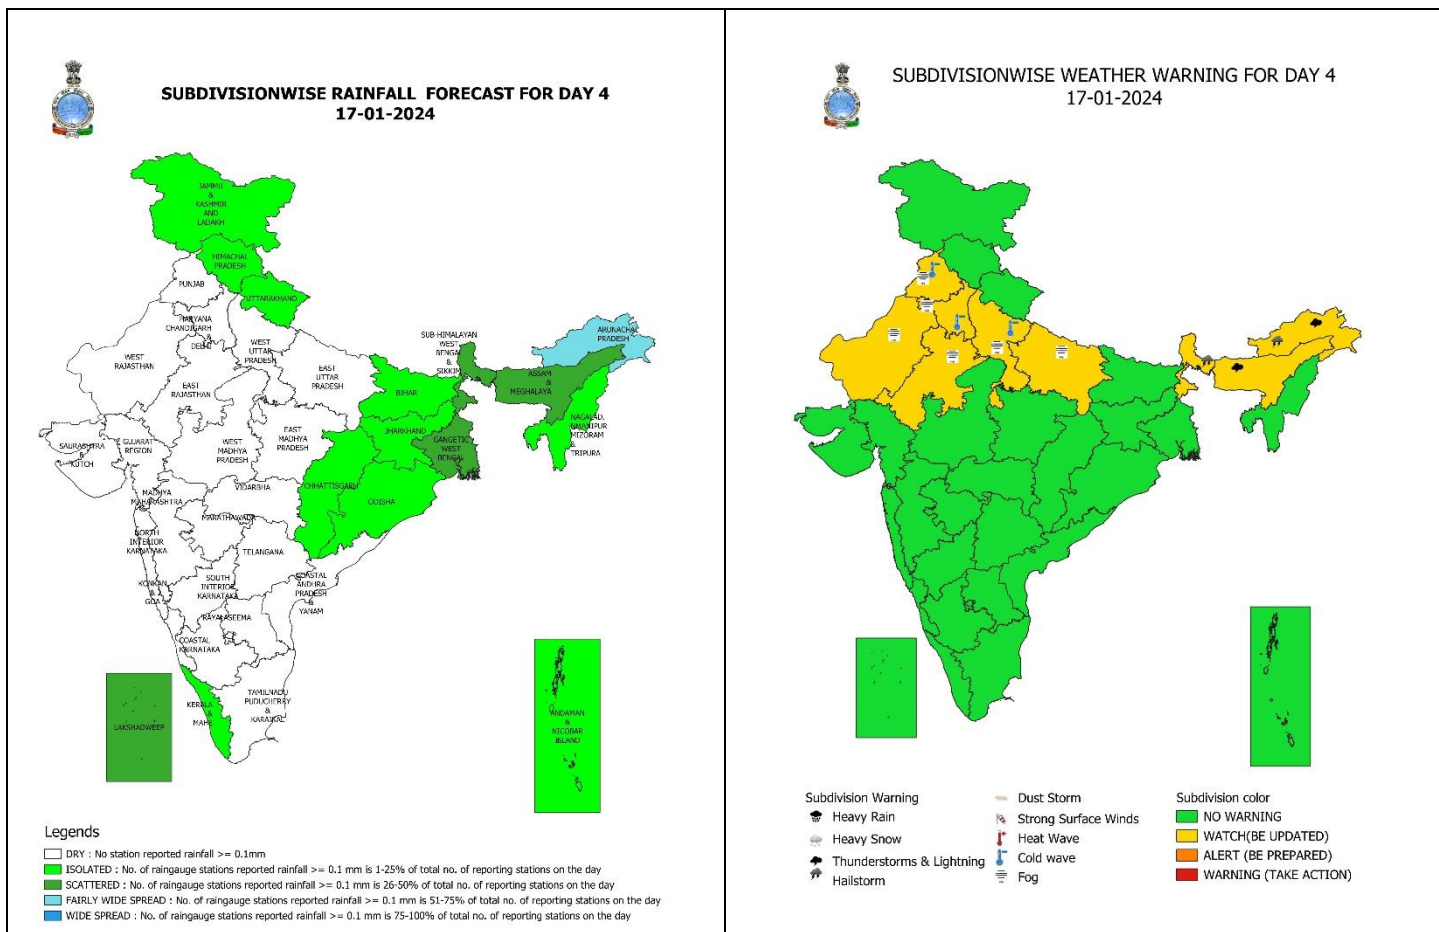 SUBDIVISIONWISE RAINFALL FORECAST FOR DAY 4
17-01-2024
JAMMU
&
KASHMIR
AND
LADAKH
HIMACHAL
PRADESH
PUNJAB
UTTARAKHAND
HARYANA
CHANDIGARH
&
DELHI
WEST
RAJASTHAN
WEST
UTTAR
PRADESH
EAST
UTTAR
PRADESH
EAST
RAJASTHAN
SUB-HIMALAYAN
WEST
BENGAL
&
SIKKIM
ARUNACHA
PRADESH
ASSAM
&
MEGHALAYA
BIHAR
NAGALAD,
MANIPUR
MIZORAM
&
TRIPURA
JHARKHAND
GANGETIC
WEST
BENGAL
SAURASHTRA
&
KUTCH
GUJARAT
REGION
WEST
MADHYA
PRADESH
EAST
MADHYA
PRADESH
CHHATTISGARH
ODISHA
VIDARBHA
MADHYA
MAHARASHTRA
MARATHAWADA
NORTH
INTERIOR
KARNATAKA
TELANGANA
KONKAN
&
GOA
SOUTH
INTERIOR
KARNATAKA
COASTAL
ANDHRA
PRADESH
&
YANAM
RAYALASEEMA
COASTAL
KARNATAKA
TAMILNADU
PUDUCHERRY
&
KARAIKAL
KERALA
&
MAHE
LAKSHADWEEP
ANDAMAN
&
NICOBAR
ISLAND
Legends
DRY : No station reported rainfall >= 0.1mm
ISOLATED : No. of raingauge stations reported rainfall >= 0.1 mm is 1-25% of total no. of reporting stations on the day
SCATTERED : No. of raingauge stations reported rainfall >= 0.1 mm is 26-50% of total no. of reporting stations on the day
FAIRLY WIDE SPREAD : No. of raingauge stations reported rainfall >= 0.1 mm is 51-75% of total no. of reporting stations on the day
WIDE SPREAD : No. of raingauge stations reported rainfall >= 0.1 mm is 75-100% of total no. of reporting stations on the day
SUBDIVISIONWISE WEATHER WARNING FOR DAY 4
17-01-2024
Subdivision Warning
Heavy Rain
Heavy Snow
Thunderstorms & Lightning
Hailstorm
Dust Storm
Strong Surface Winds
Heat Wave
Cold wave
Fog
Subdivision color
NO WARNING
WATCH(BE UPDATED)
ALERT (BE PREPARED)
WARNING (TAKE ACTION)